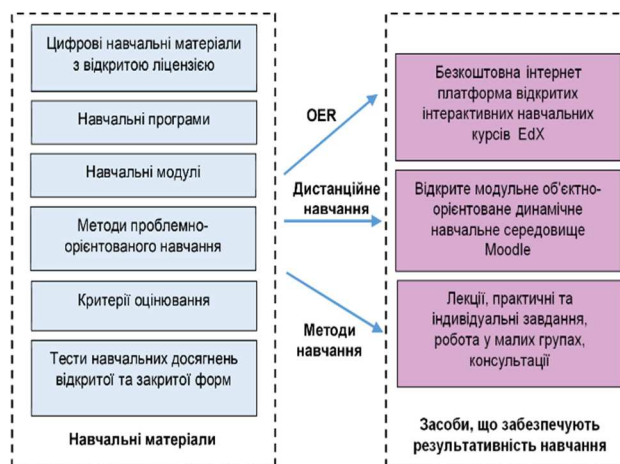 Цифрові навчальні матеріали
з відкритою ліцензією
Навчальні програми
Навчальні модулі
Методи проблемно-
орієнтованого навчання
Критерії оцінювання
Тести навчальних досягнень
відкритої та закритої форм
Навчальні матеріали
OER
Дистанційне
навчання
Методи
навчання
Безкоштовна інтернет
платформа відкритих
інтерактивних навчальних
курсів EdX
Відкрите модульне об’єктно-
орієнтоване динамічне
навчальне середовище
Moodle
Лекції, практичні та
індивідуальні завдання,
робота у малих групах,
консультації
Засоби, що забезпечують
результативність навчання